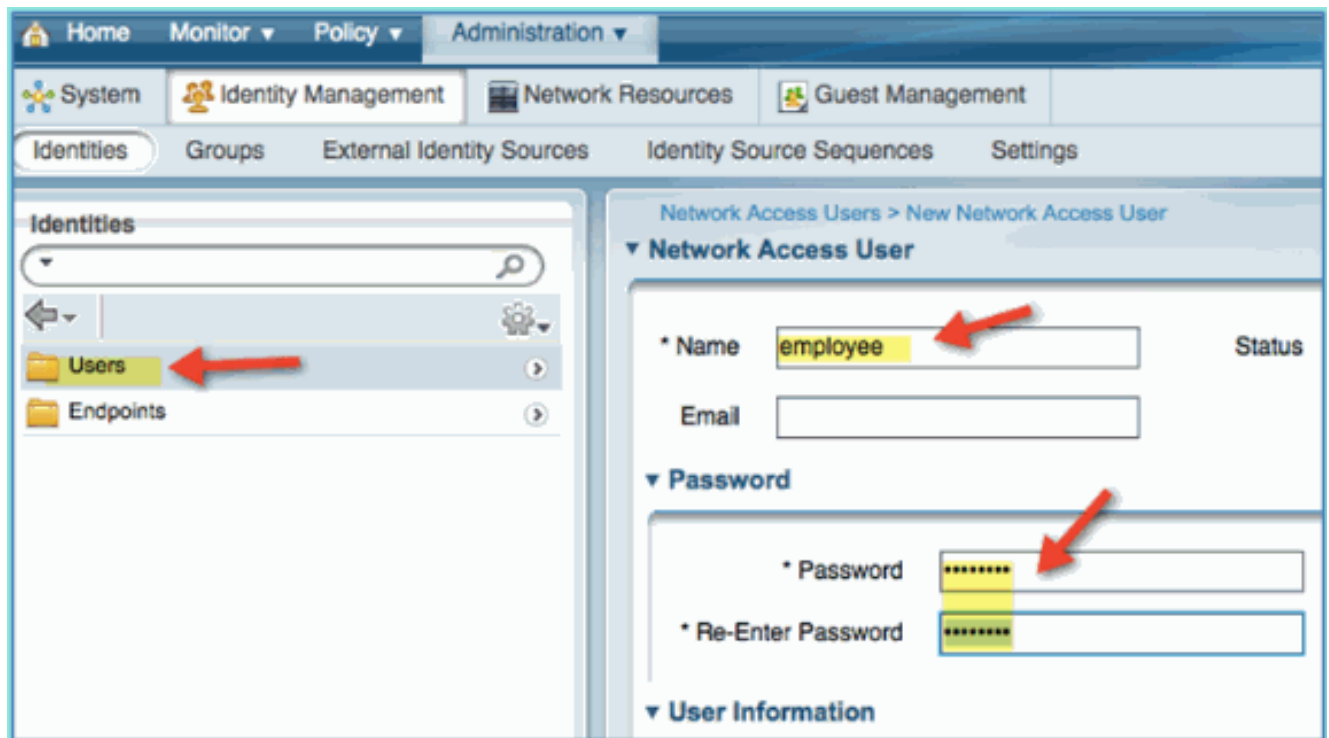 Home Monitor Policy Administration
System Identity Management Network Resources Guest Management
Identities Groups External Identity Sources Identity Source Sequences Settings
Identities
Users
Endpoints
Network Access Users > New Network Access User
Network Access User
* Name employee Status
Email
Password
* Password ••••••••
* Re-Enter Password ••••••••
User Information